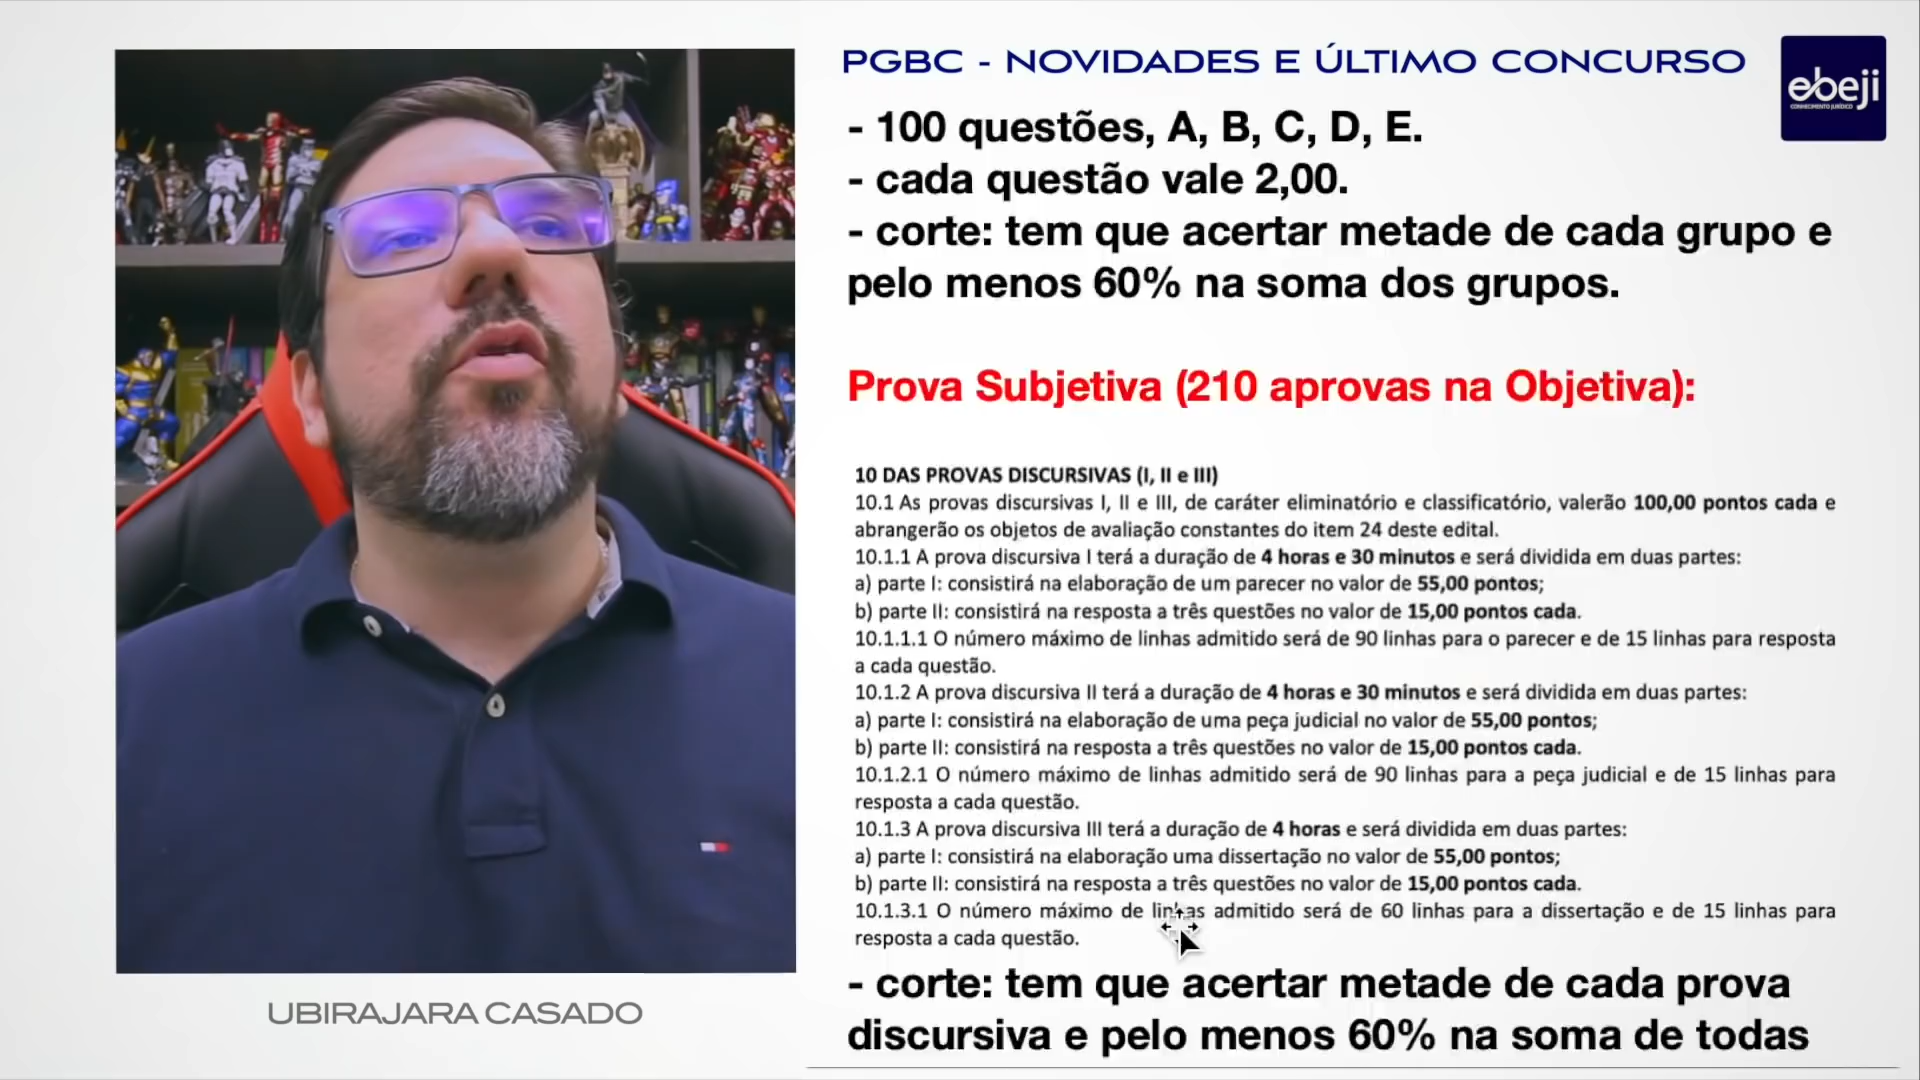 PGBC - NOVIDADES E ÚLTIMO CONCURSO
ebeji
CONHECIMENTO JURÍDICO
- 100 questões, A, B, C, D, E.
- cada questão vale 2,00.
- corte: tem que acertar metade de cada grupo e
pelo menos 60% na soma dos grupos.
Prova Subjetiva (210 aprovas na Objetiva):
10 DAS PROVAS DISCURSIVAS (I, II e III)
10.1 As provas discursivas I, II e III, de caráter eliminatório e classificatório, valerão 100,00 pontos cada e
abrangerão os objetos de avaliação constantes do item 24 deste edital.
10.1.1 A prova discursiva I terá a duração de 4 horas e 30 minutos e será dividida em duas partes:
a) parte I: consistirá na elaboração de um parecer no valor de 55,00 pontos;
b) parte II: consistirá na resposta a três questões no valor de 15,00 pontos cada.
10.1.1.1 O número máximo de linhas admitido será de 90 linhas para o parecer e de 15 linhas para resposta
a cada questão.
10.1.2 A prova discursiva II terá a duração de 4 horas e 30 minutos e será dividida em duas partes:
a) parte I: consistirá na elaboração de uma peça judicial no valor de 55,00 pontos;
b) parte II: consistirá na resposta a três questões no valor de 15,00 pontos cada.
10.1.2.1 O número máximo de linhas admitido será de 90 linhas para a peça judicial e de 15 linhas para
resposta a cada questão.
10.1.3 A prova discursiva III terá a duração de 4 horas e será dividida em duas partes:
a) parte I: consistirá na elaboração uma dissertação no valor de 55,00 pontos;
b) parte II: consistirá na resposta a três questões no valor de 15,00 pontos cada.
10.1.3.1 O número máximo de linhas admitido será de 60 linhas para a dissertação e de 15 linhas para
resposta a cada questão.
- corte: tem que acertar metade de cada prova
discursiva e pelo menos 60% na soma de todas
UBIRAJARA CASADO